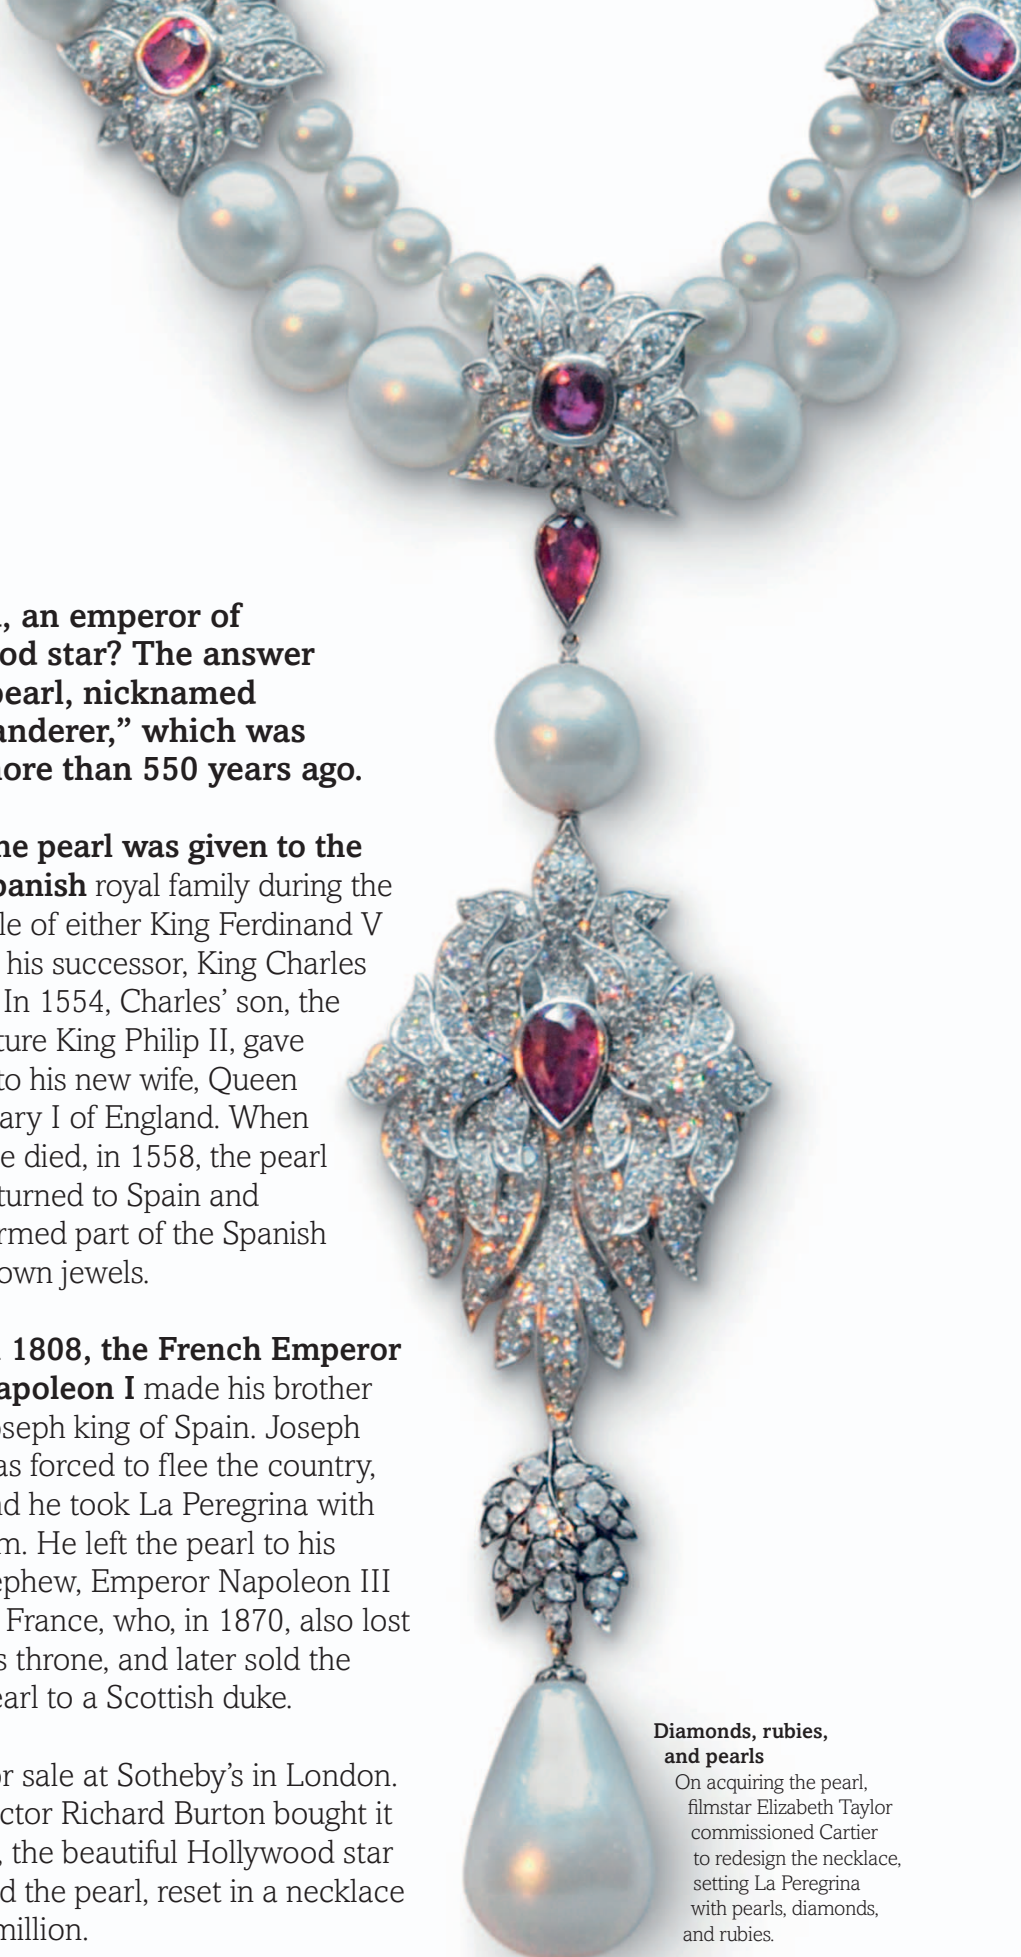 , an emperor of
od star? The answer
pearl, nicknamed
anderer,” which was
ore than 550 years ago.
he pearl was given to the
panish royal family during the
le of either King Ferdinand V
his successor, King Charles
In 1554, Charles’ son, the
ture King Philip II, gave
to his new wife, Queen
ary I of England. When
e died, in 1558, the pearl
turned to Spain and
rmed part of the Spanish
own jewels.
1808, the French Emperor
apoleon I made his brother
oseph king of Spain. Joseph
as forced to flee the country,
nd he took La Peregrina with
m. He left the pearl to his
ephew, Emperor Napoleon III
France, who, in 1870, also lost
s throne, and later sold the
earl to a Scottish duke.
or sale at Sotheby’s in London.
ctor Richard Burton bought it
, the beautiful Hollywood star
d the pearl, reset in a necklace
million.
Diamonds, rubies,
and pearls
On acquiring the pearl,
filmstar Elizabeth Taylor
commissioned Cartier
to redesign the necklace,
setting La Peregrina
with pearls, diamonds,
and rubies.